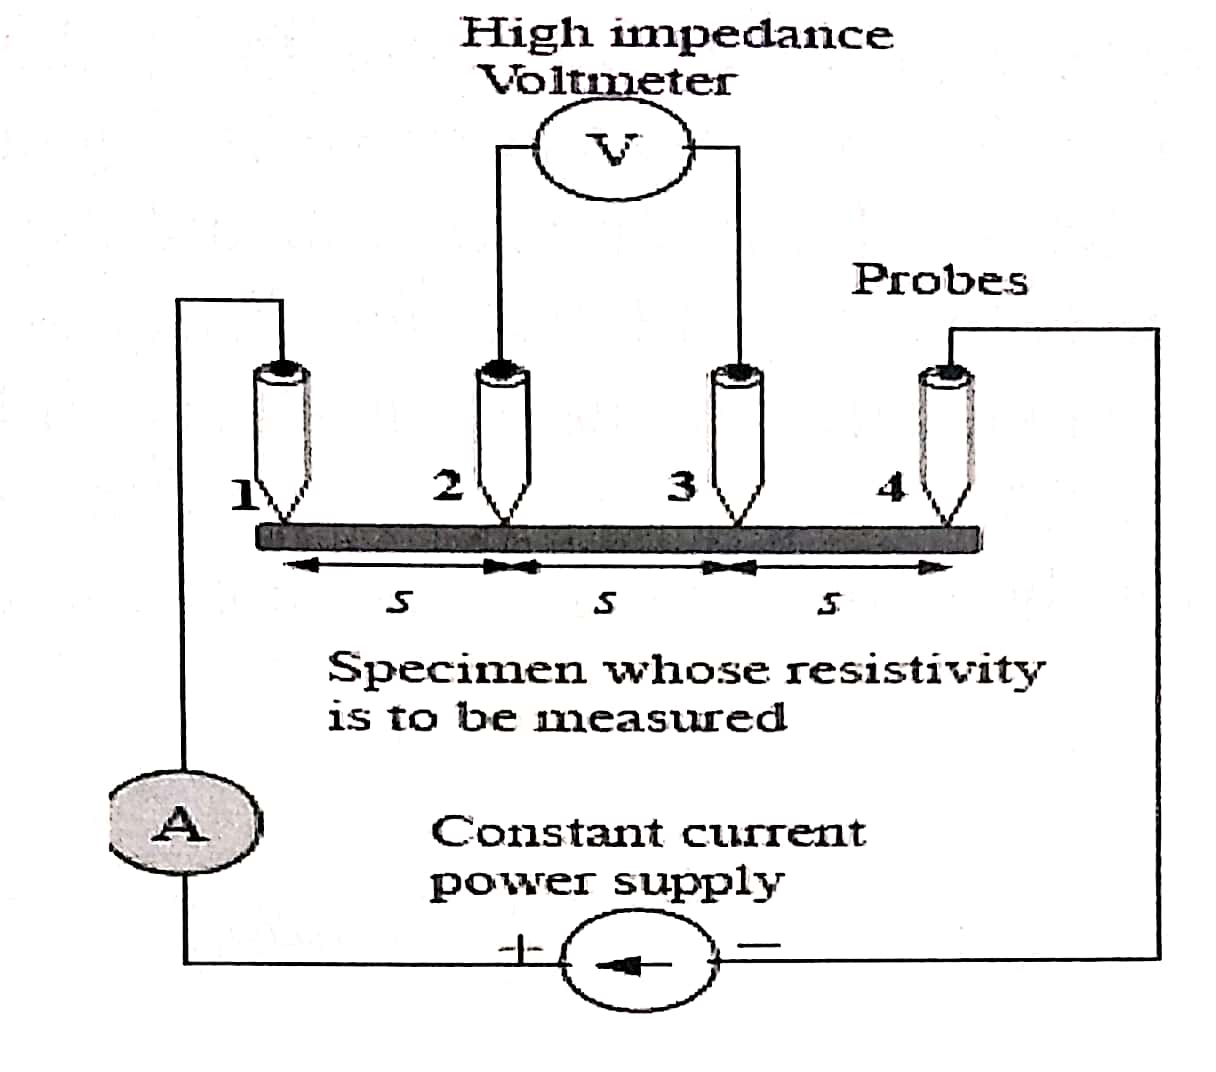 High impedance
Voltmeter
V
Probes
1
2
3
4
s
s
s
Specimen whose resistivity
is to be measured
A
Constant current
power supply
+
−